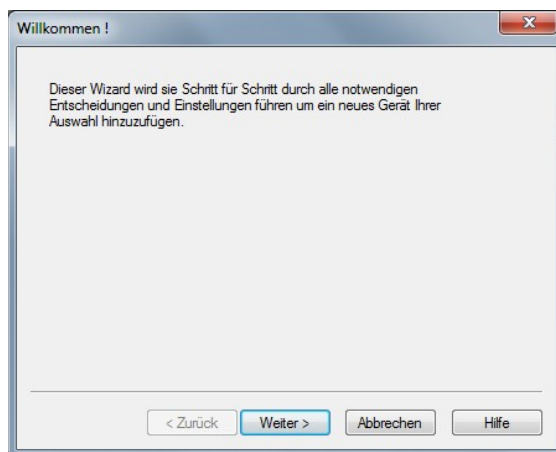 Willkommen !
Dieser Wizard wird sie Schritt für Schritt durch alle notwendigen
Entscheidungen und Einstellungen führen um ein neues Gerät Ihrer
Auswahl hinzuzufügen.
< Zurück
Weiter >
Abbrechen
Hilfe